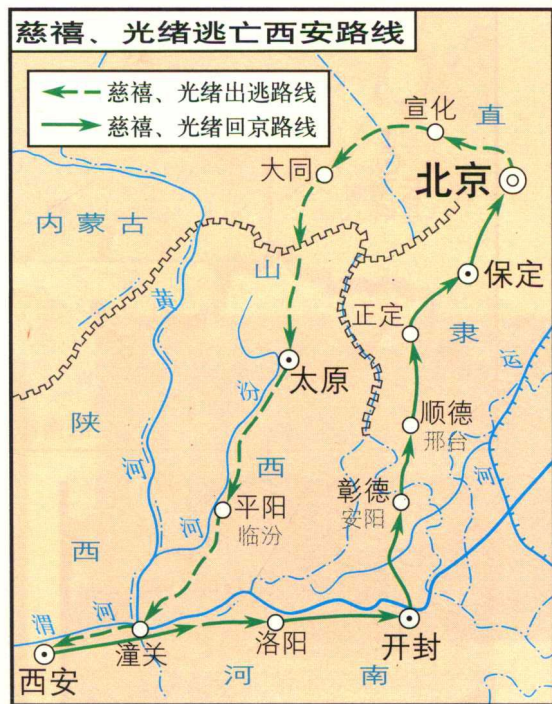 慈禧、光绪逃亡西安路线
慈禧、光绪出逃路线
慈禧、光绪回京路线
宣化
直
大同
北京
内蒙古
山
黄
保定
正定
隶
运
太原
汾
顺德
邢台
陕
河
西
河
彰德
安阳
平阳
临汾
河
西
渭
河
潼关
洛阳
开封
西安
河
南